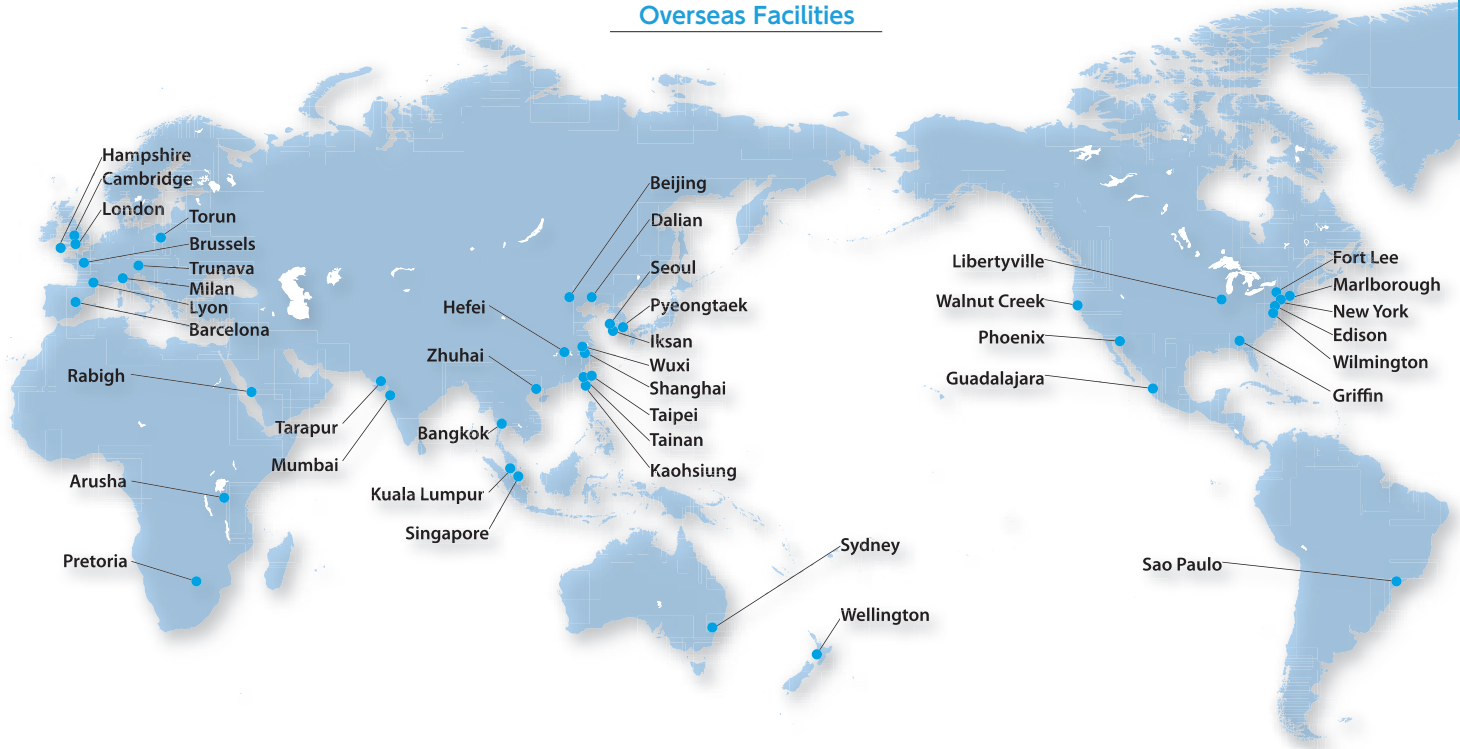 Overseas Facilities
Hampshire
Cambridge
London
Torun
Brussels
Trunava
Milan
Lyon
Barcelona
Rabigh
Arusha
Pretoria
Tarapur
Mumbai
Beijing
Dalian
Seoul
Pyeongtaek
Iksan
Wuxi
Shanghai
Taipei
Tainan
Kaohsiung
Hefei
Zhuhai
Bangkok
Kuala Lumpur
Singapore
Sydney
Wellington
Libertyville
Walnut Creek
Phoenix
Guadalajara
Fort Lee
Marlborough
New York
Edison
Wilmington
Griffin
Sao Paulo